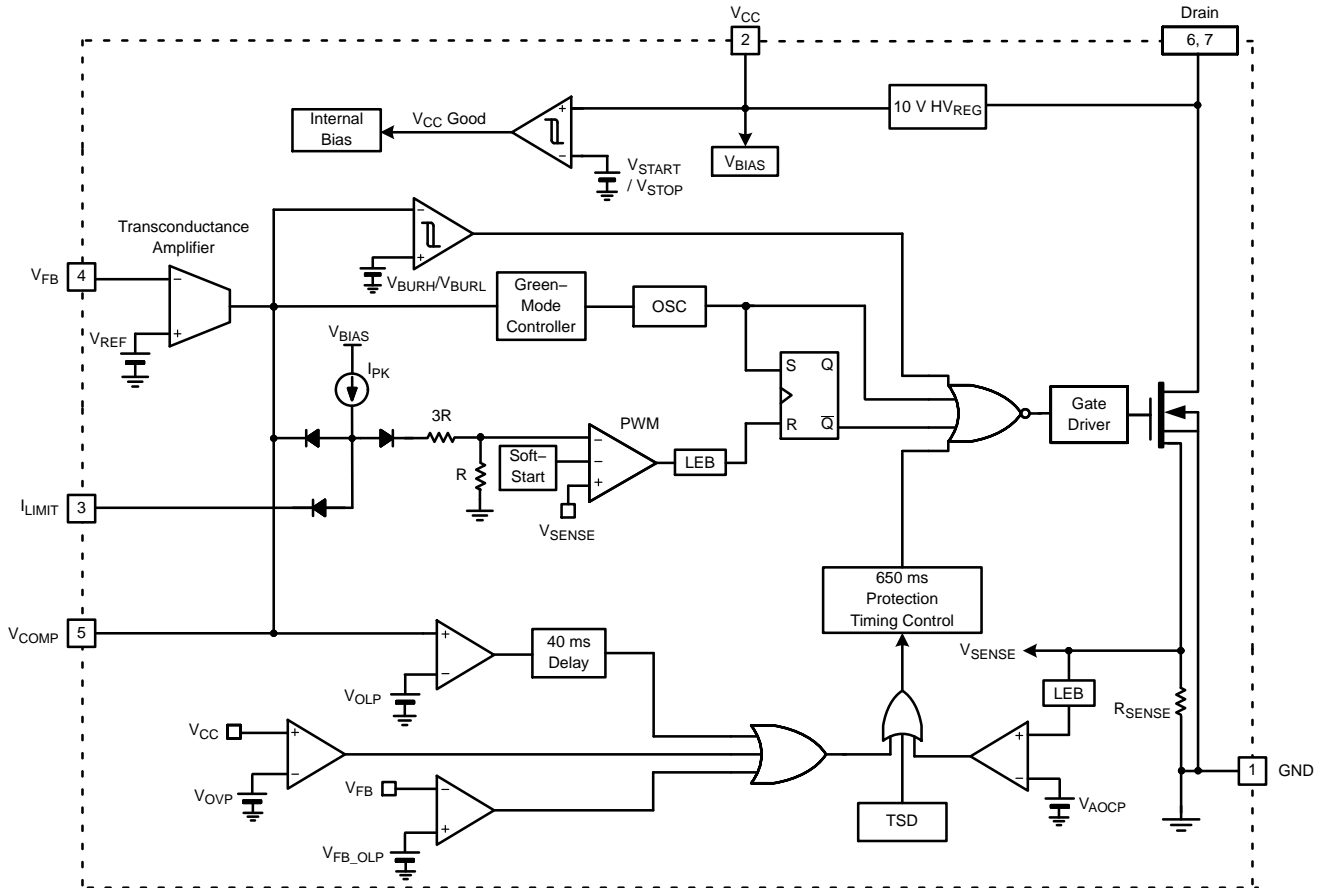 VCC
2
Drain
6, 7
Internal
Bias
VCC Good
+
−
VSTART
/ VSTOP
10 V HVREG
VBIAS
Transconductance
Amplifier
VFB
4
−
+
VREF
−
+
VBURH/VBURL
Green–
Mode
Controller
OSC
VBIAS
IPK
3R
R
Soft–
Start
PWM
−
−
+
VSENSE
LEB
S
Q
R
Q
Gate
Driver
ILIMIT
3
VCOMP
5
+
−
VOLP
40 ms
Delay
650 ms
Protection
Timing Control
VSENSE
LEB
RSENSE
VCC
+
−
VOVP
VFB
−
+
VFB_OLP
TSD
+
−
VAOCP
1
GND